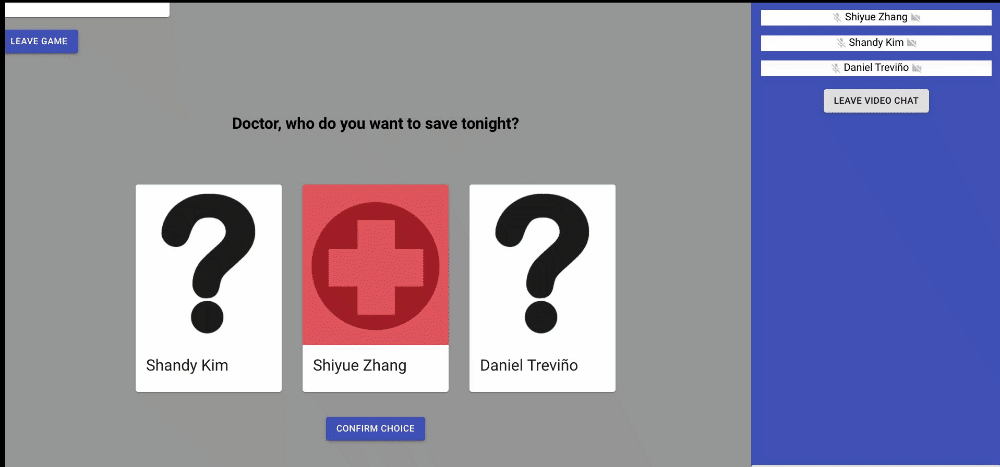 LEAVE GAME
Doctor, who do you want to save tonight?
Shandy Kim
Shiyue Zhang
Daniel Treviño
CONFIRM CHOICE
Shiyue Zhang
Shandy Kim
Daniel Treviño
LEAVE VIDEO CHAT